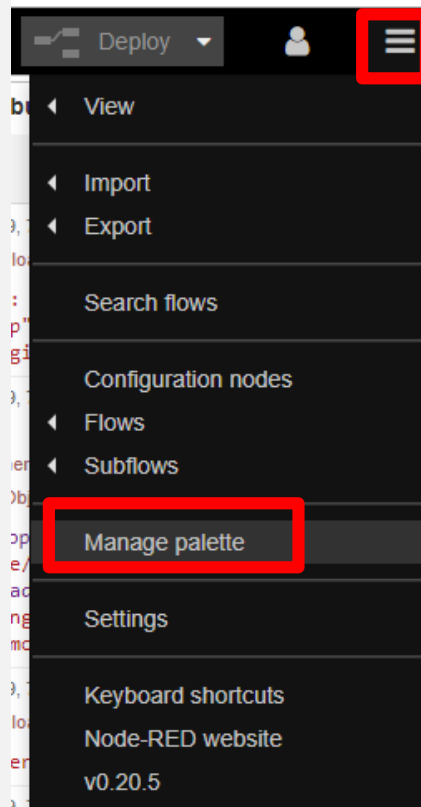 Deploy
View
Import
Export
Search flows
Configuration nodes
Flows
Subflows
Manage palette
Settings
Keyboard shortcuts
Node-RED website
v0.20.5